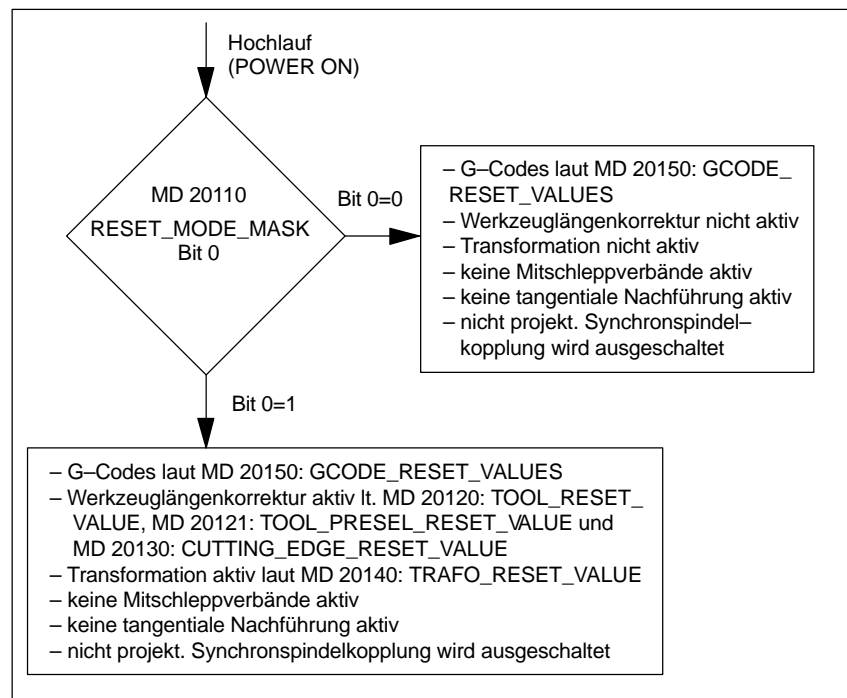 Hochlauf
(POWER ON)
MD 20110
RESET_MODE_MASK
Bit 0
Bit 0=0
– G–Codes laut MD 20150: GCODE_
RESET_VALUES
– Werkzeuglängenkorrektur nicht aktiv
– Transformation nicht aktiv
– keine Mitschleppverbände aktiv
– keine tangentiale Nachführung aktiv
– nicht projekt. Synchronspindel–
kopplung wird ausgeschaltet
Bit 0=1
– G–Codes laut MD 20150: GCODE_RESET_VALUES
– Werkzeuglängenkorrektur aktiv lt. MD 20120: TOOL_RESET_
VALUE, MD 20121: TOOL_PRESEL_RESET_VALUE und
MD 20130: CUTTING_EDGE_RESET_VALUE
– Transformation aktiv laut MD 20140: TRAFO_RESET_VALUE
– keine Mitschleppverbände aktiv
– keine tangentiale Nachführung aktiv
– nicht projekt. Synchronspindelkopplung wird ausgeschaltet